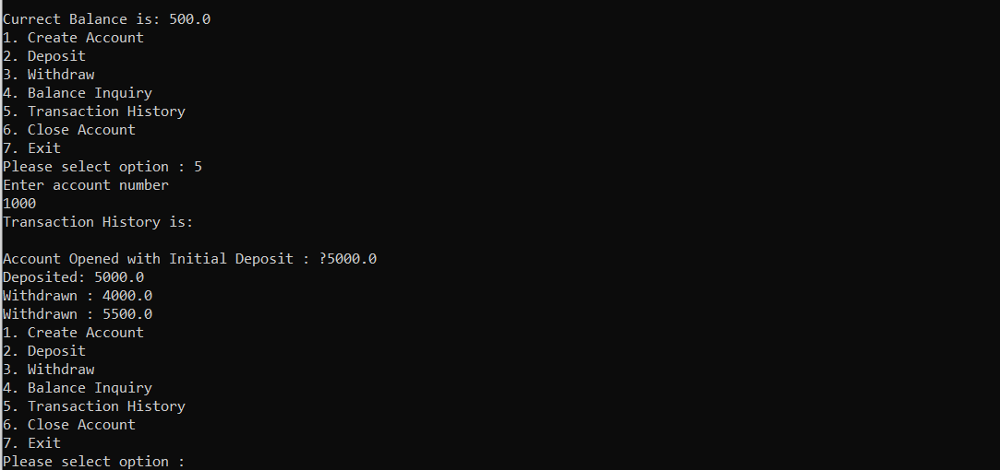 Currect Balance is: 500.0
1. Create Account
2. Deposit
3. Withdraw
4. Balance Inquiry
5. Transaction History
6. Close Account
7. Exit
Please select option : 5
Enter account number
1000
Transaction History is:
Account Opened with Initial Deposit : ?5000.0
Deposited: 5000.0
Withdrawn : 4000.0
Withdrawn : 5500.0
1. Create Account
2. Deposit
3. Withdraw
4. Balance Inquiry
5. Transaction History
6. Close Account
7. Exit
Please select option :